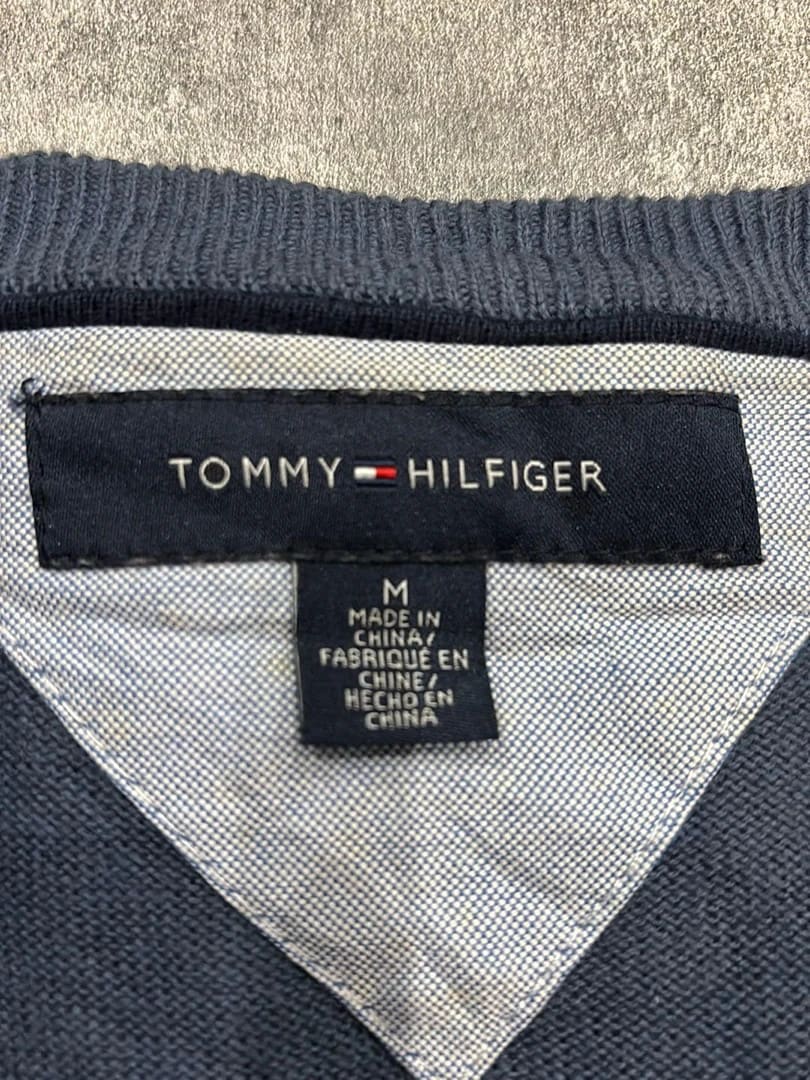 TOMMY HILFIGER
M
MADE IN
CHINA/
FABRIQUÉ EN
CHINE/
HECHO EN
CHINA